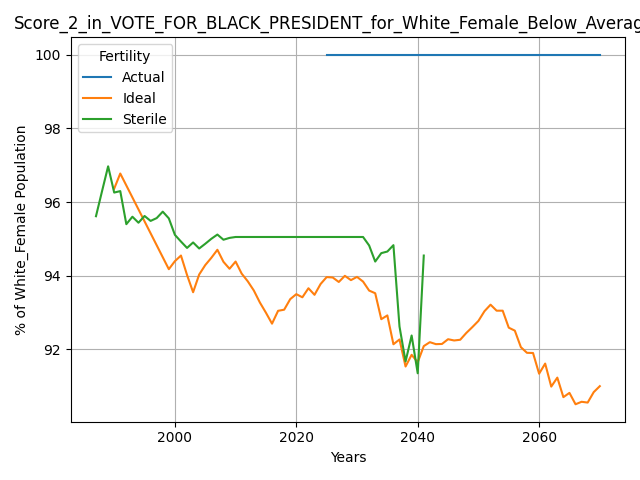 Score_2_in_VOTE_FOR_BLACK_PRESIDENT_for_White_Female_Below_Averag
Fertility
Actual
Ideal
Sterile
% of White_Female Population
100
98
96
94
92
2000 2020 2040 2060
Years